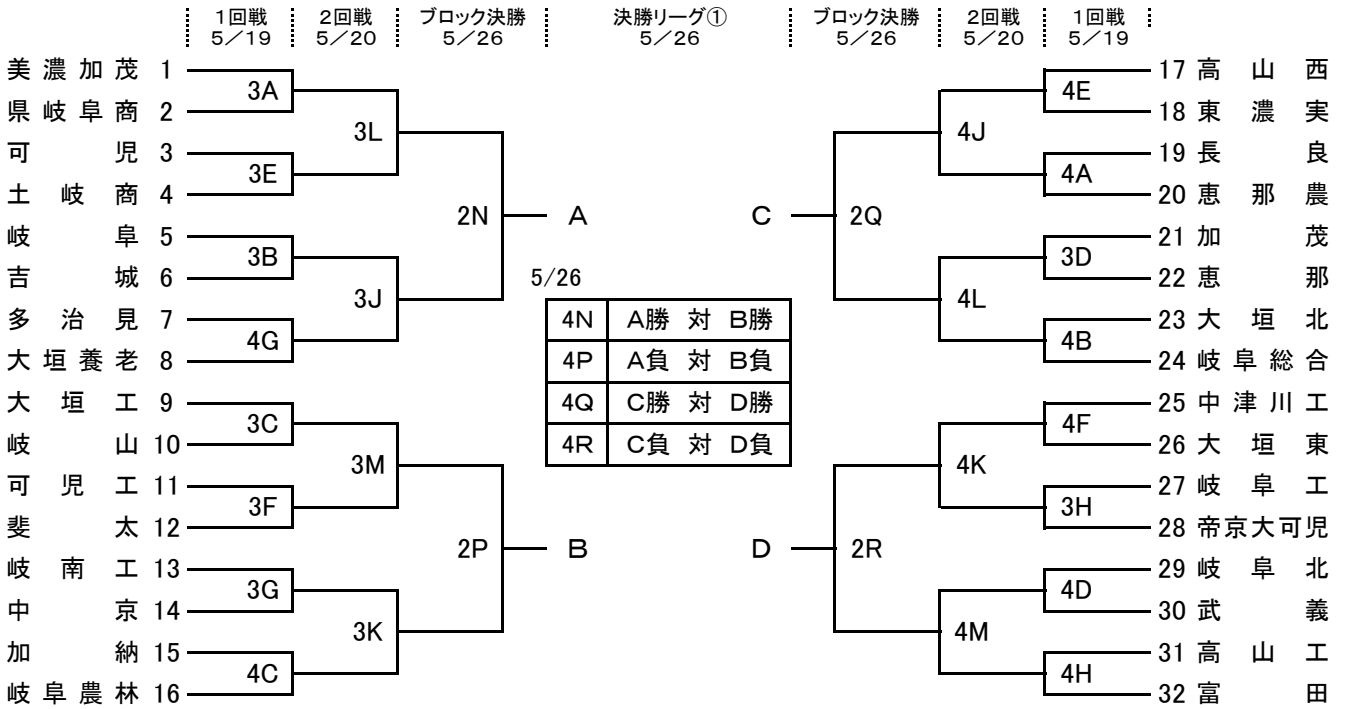 1回戦 2回戦 ブロック決勝 決勝リーグ① ブロック決勝 2回戦 1回戦
5／19 5／20 5／26 5／26 5／26 5／20 5／19
美濃加茂 1 17 高山西
3A 4E
県岐阜商 2 18 東濃実
3L 4J
可児 3 19 長良
3E 4A
土岐商 4 20 恵那農
2N A C 2Q
岐阜 5 21 加茂
3B 3D
吉城 6 22 恵那
5/26
3J 4L
多治見 7 4N A勝 対 B勝 23 大垣北
4G 4B
大垣養老 8 4P A負 対 B負 24 岐阜総合
大垣工 9 4Q C勝 対 D勝 25 中津川工
3C 4F
岐山 10 4R C負 対 D負 26 大垣東
3M 4K
可児工 11 27 岐阜工
3F 3H
斐太 12 28 帝京大可児
2P B D 2R
岐南工 13 29 岐阜北
3G 4D
中京 14 30 武義
3K 4M
加納 15 31 高山工
4C 4H
岐阜農林 16 32 富田